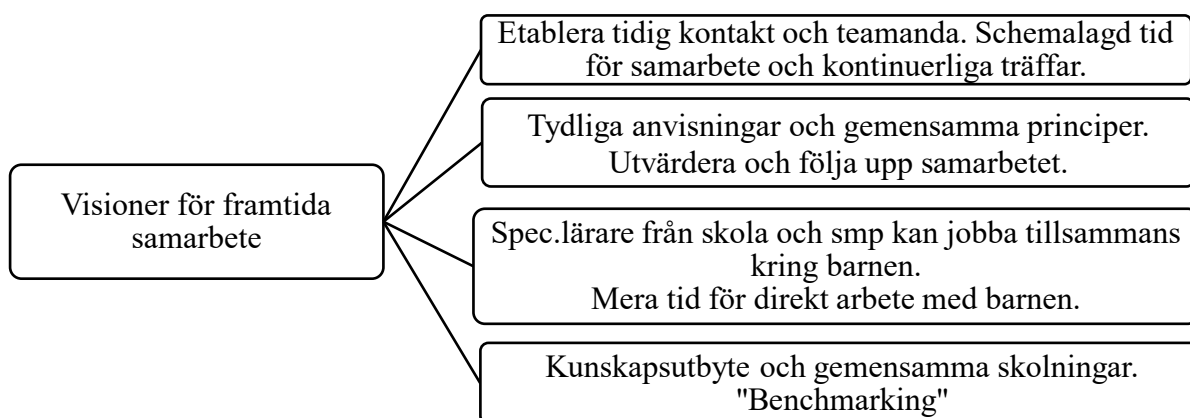 Etablera tidig kontakt och teamanda. Schemalagd tid
för samarbete och kontinuerliga träffar.
Tydliga anvisningar och gemensamma principer.
Utvärdera och följa upp samarbetet.
Visioner för framtida
samarbete
Spec.lärare från skola och smp kan jobba tillsammans
kring barnen.
Mera tid för direkt arbete med barnen.
Kunskapsutbyte och gemensamma skolningar.
"Benchmarking"